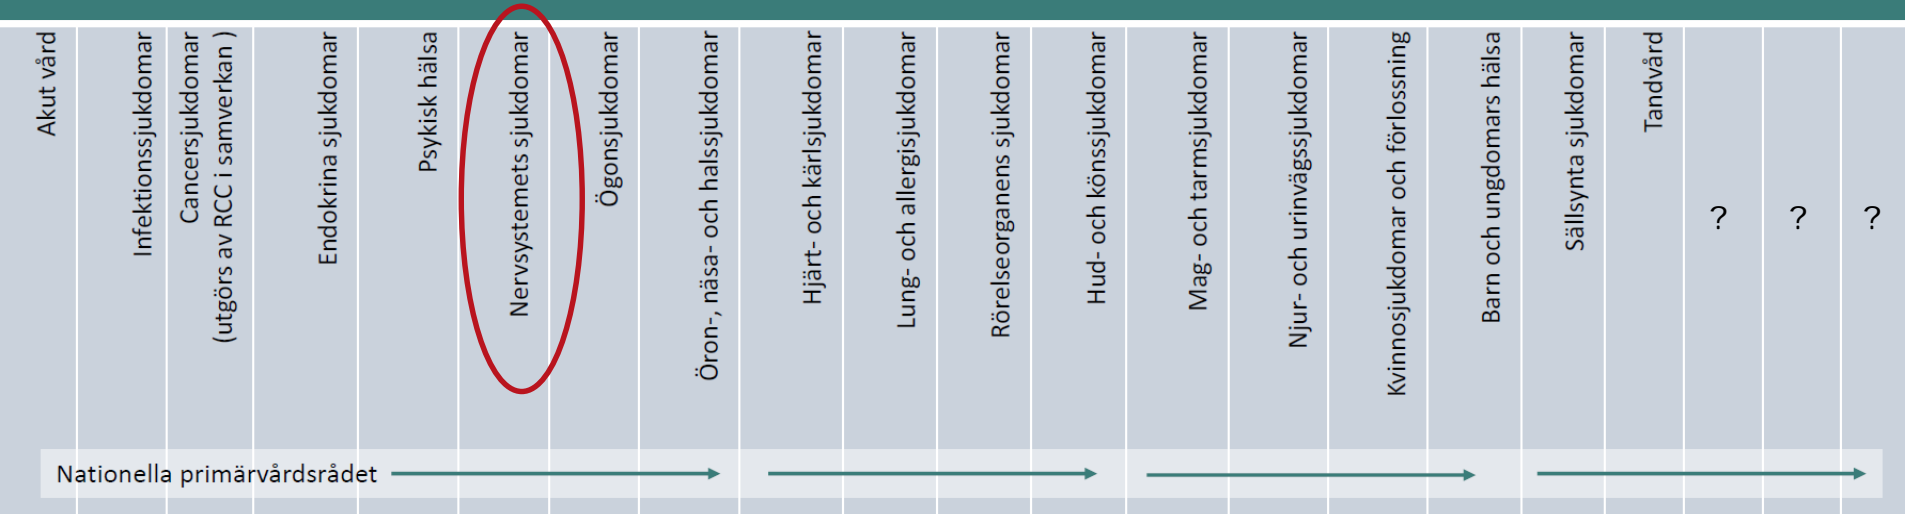 Akut vård
Infektionssjukdomar
Cancersjukdomar
(utgörs av RCC i samverkan )
Endokrina sjukdomar
Psykisk hälsa
Nervsystemets sjukdomar
Ögonsjukdomar
Öron-, näsa- och halssjukdomar
Hjärt- och kärlsjukdomar
Lung- och allergisjukdomar
Rörelseorganens sjukdomar
Hud- och könssjukdomar
Mag- och tarmsjukdomar
Njur- och urinvägssjukdomar
Kvinnosjukdomar och förlossning
Barn och ungdomars hälsa
Sällsynta sjukdomar
Tandvård
?
?
?
Nationella primärvårdsrådet